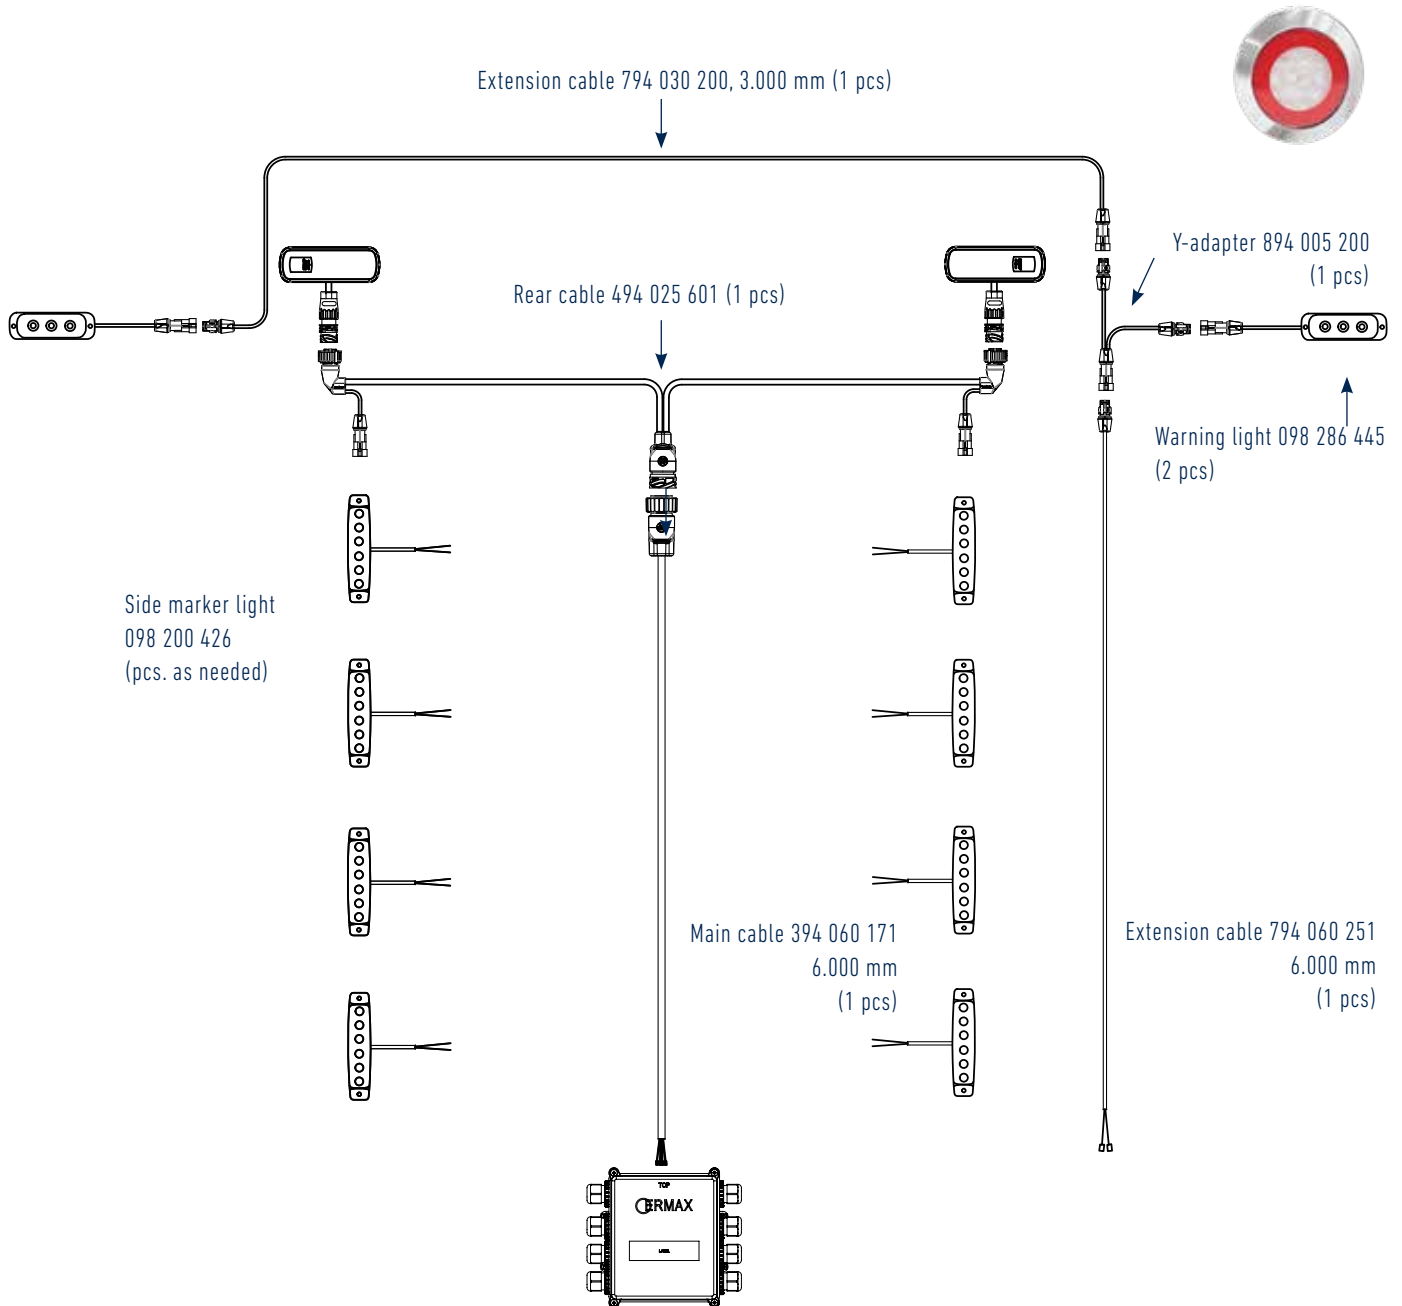 Extension cable 794 030 200, 3.000 mm (1 pcs)
Y-adapter 894 005 200
(1 pcs)
Rear cable 494 025 601 (1 pcs)
Warning light 098 286 445
(2 pcs)
Side marker light
098 200 426
(pcs. as needed)
Main cable 394 060 171
6.000 mm
(1 pcs)
Extension cable 794 060 251
6.000 mm
(1 pcs)
TOP
ERMAX
LABEL